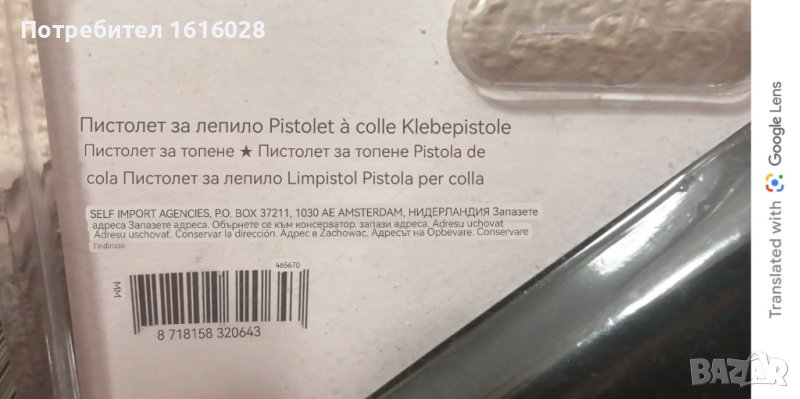 Потребител 1616028
Пистолет за лепило Pistolet à colle Klebepistole
Пистолет за топене ★ Пистолет за топене Pistola de
cola Пистолет за лепило Limpistol Pistola per colla
SELF IMPORT AGENCIES, P.O. BOX 37211, 1030 AE AMSTERDAM, НИДЕРЛАНДИЯ Запазете
адреса Запазете адреса. Обърнете се към консерватор. запази адреса. Adresu uchovat
Adresu uschovať. Conservar la dirección. Адрес в Zachowac. Адресът на Opbevare. Conservare
l'indirizzo
465670
MM
8 718158 320643
Translated with Google Lens
BAZAR